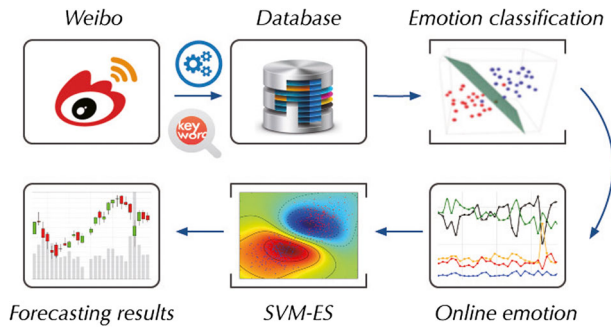 Weibo
Database
Emotion classification
key
word
Forecasting results
SVM-ES
Online emotion